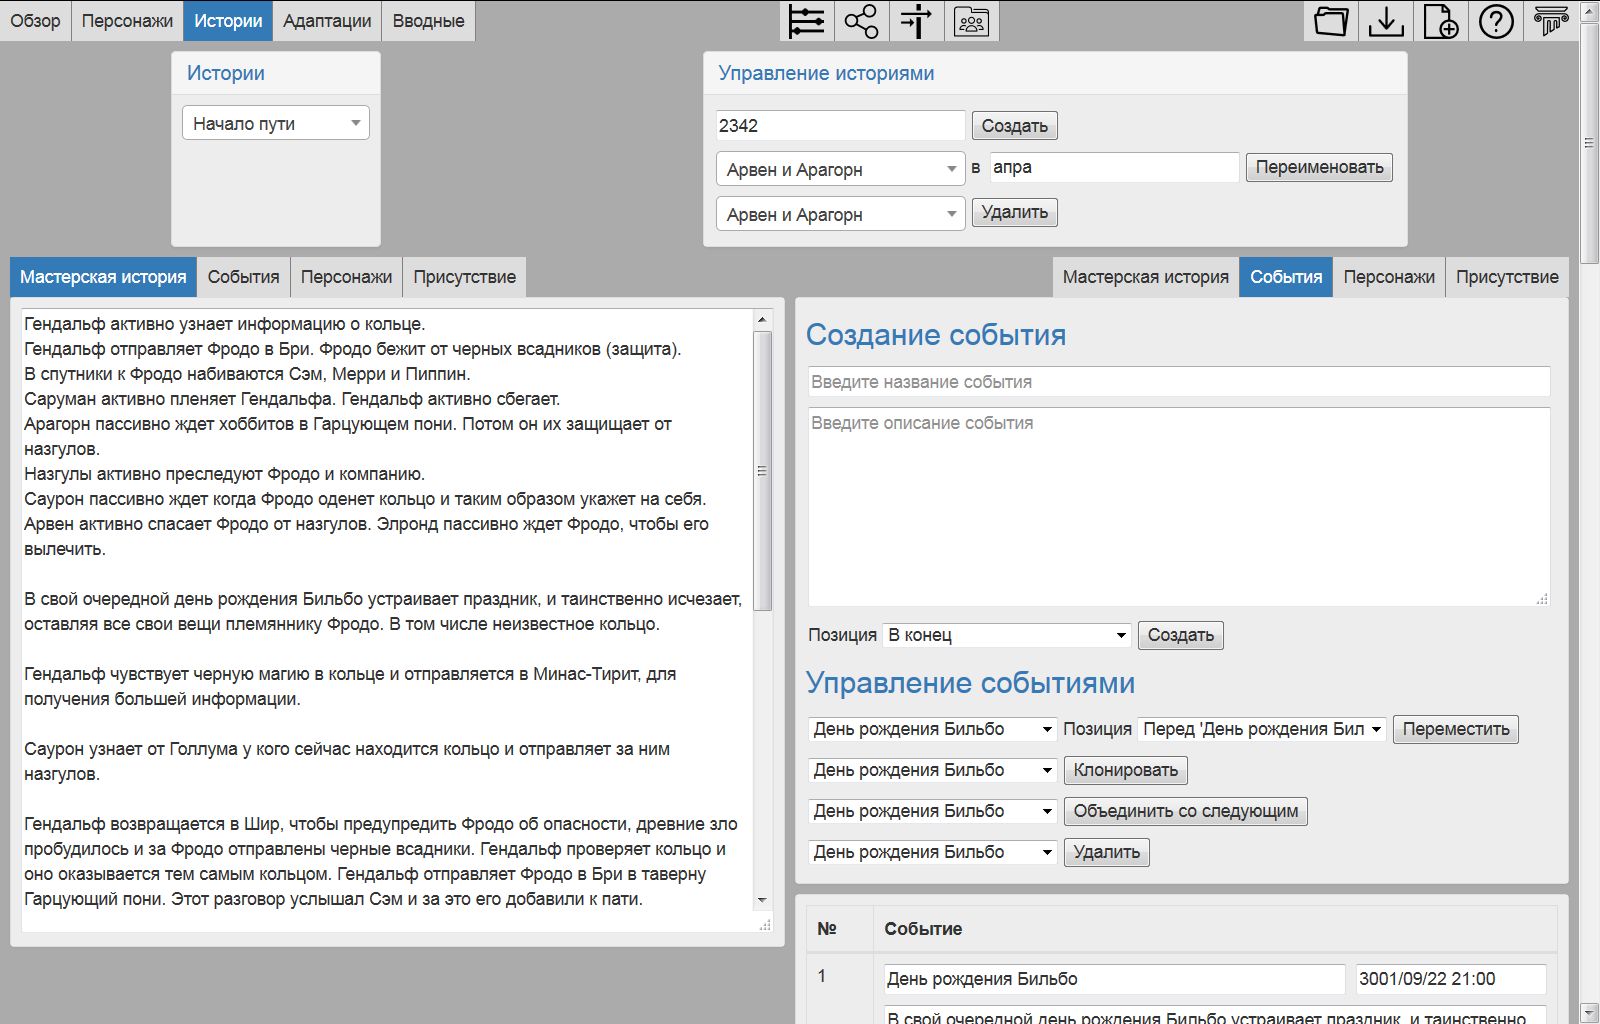 Обзор Персонажи Истории Адаптации Вводные
Истории
Начало пути
Управление историями
2342 Создать
Арвен и Арагорн в апра Переименовать
Арвен и Арагорн Удалить
Мастерская история События Персонажи Присутствие
Гендальф активно узнает информацию о кольце.
Гендальф отправляет Фродо в Бри. Фродо бежит от черных всадников (защита).
В спутники к Фродо набиваются Сэм, Мерри и Пиппин.
Саруман активно пленяет Гендальфа. Гендальф активно сбегает.
Арагорн пассивно ждет хоббитов в Гарцующем пони. Потом он их защищает от
назгулов.
Назгулы активно преследуют Фродо и компанию.
Саурон пассивно ждет когда Фродо оденет кольцо и таким образом укажет на себя.
Арвен активно спасает Фродо от назгулов. Элронд пассивно ждет Фродо, чтобы его
вылечить.
В свой очередной день рождения Бильбо устраивает праздник, и таинственно исчезает,
оставляя все свои вещи племяннику Фродо. В том числе неизвестное кольцо.
Гендальф чувствует черную магию в кольце и отправляется в Минас-Тирит, для
получения большей информации.
Саурон узнает от Голлума у кого сейчас находится кольцо и отправляет за ним
назгулов.
Гендальф возвращается в Шир, чтобы предупредить Фродо об опасности, древние зло
пробудилось и за Фродо отправлены черные всадники. Гендальф проверяет кольцо и
оно оказывается тем самым кольцом. Гендальф отправляет Фродо в Бри в таверну
Гарцующий пони. Этот разговор услышал Сэм и за это его добавили к пати.
Мастерская история События Персонажи Присутствие
Создание события
Введите название события
Введите описание события
Позиция В конец Создать
Управление событиями
День рождения Бильбо Позиция Перед 'День рождения Бил Переместить
День рождения Бильбо Клонировать
День рождения Бильбо Объединить со следующим
День рождения Бильбо Удалить
№ Событие
1 День рождения Бильбо 3001/09/22 21:00
В свой очередной день рождения Бильбо устраивает праздник, и таинственно